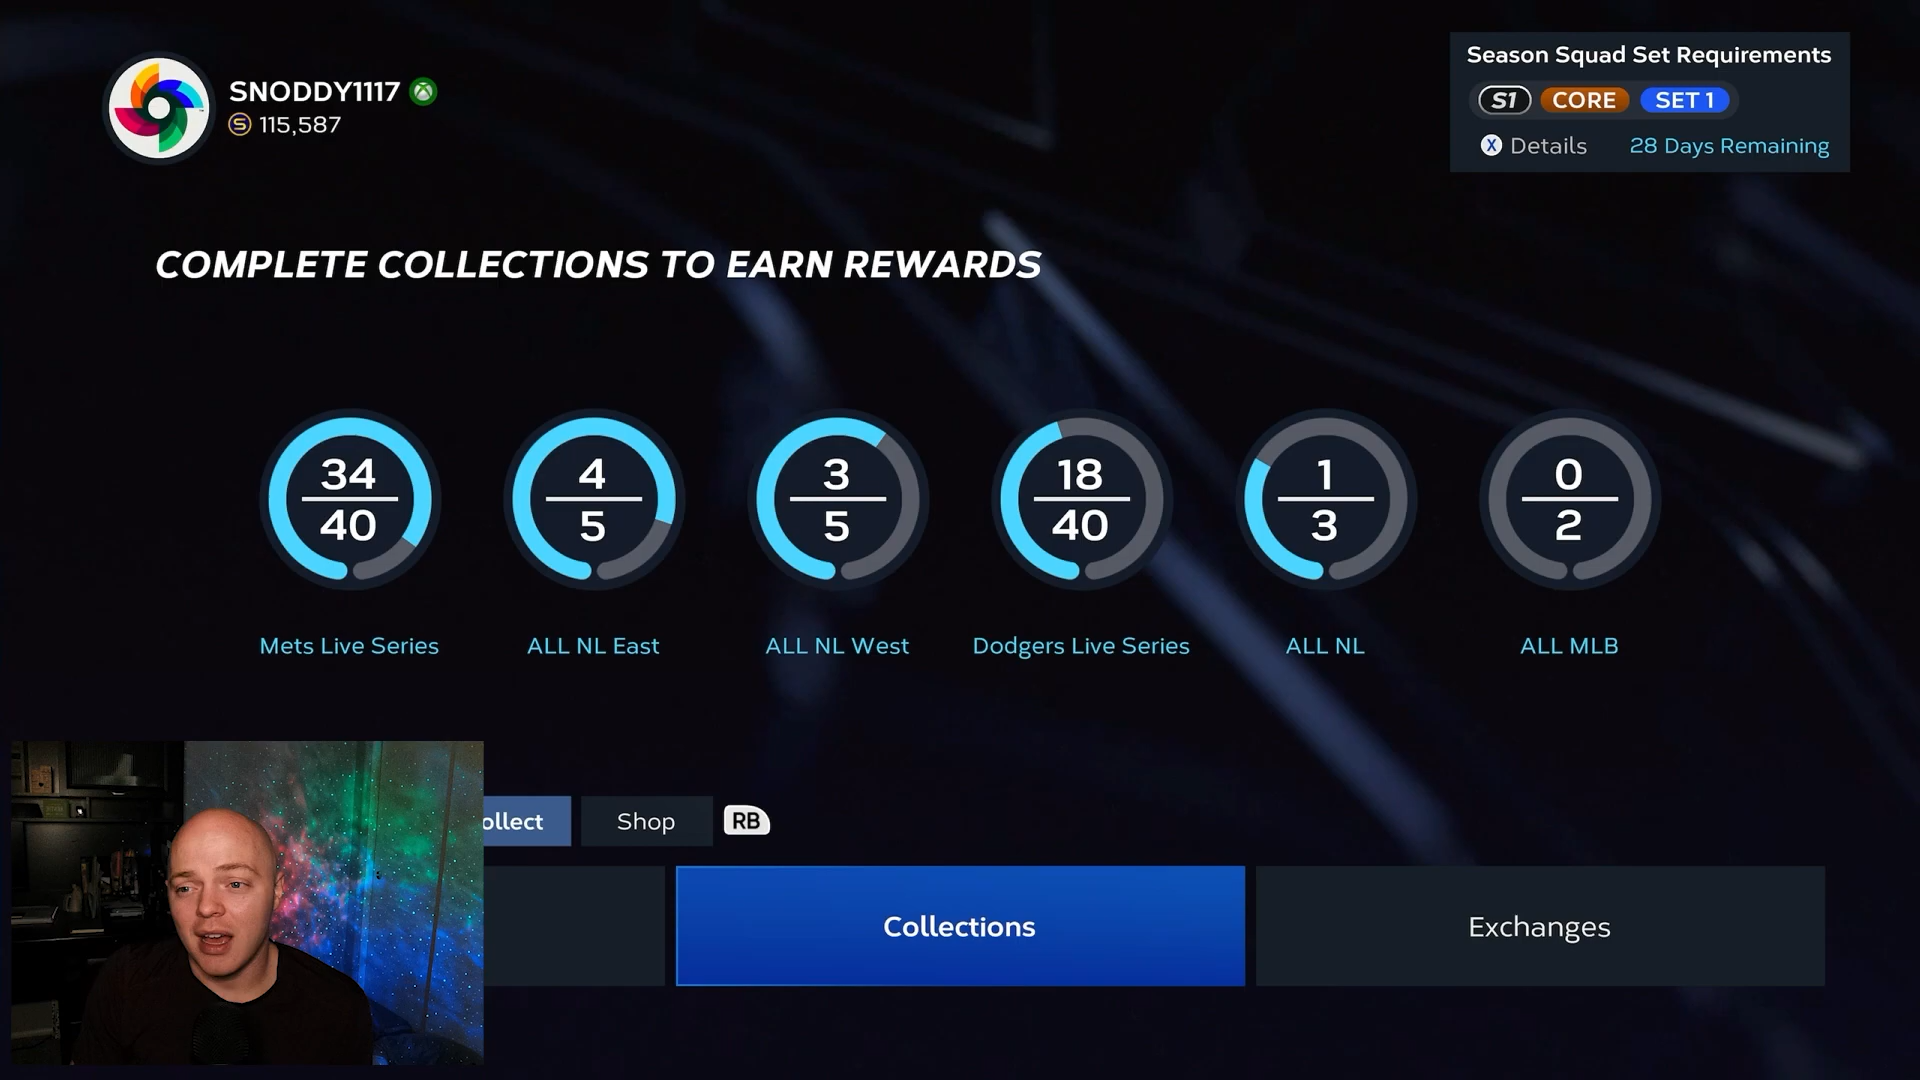 SNODDY1117
S 115,587
Season Squad Set Requirements
S1 CORE SET 1
X Details 28 Days Remaining
COMPLETE COLLECTIONS TO EARN REWARDS
34
40
Mets Live Series
4
5
ALL NL East
3
5
ALL NL West
18
40
Dodgers Live Series
1
3
ALL NL
0
2
ALL MLB
ollect Shop RB
Collections
Exchanges